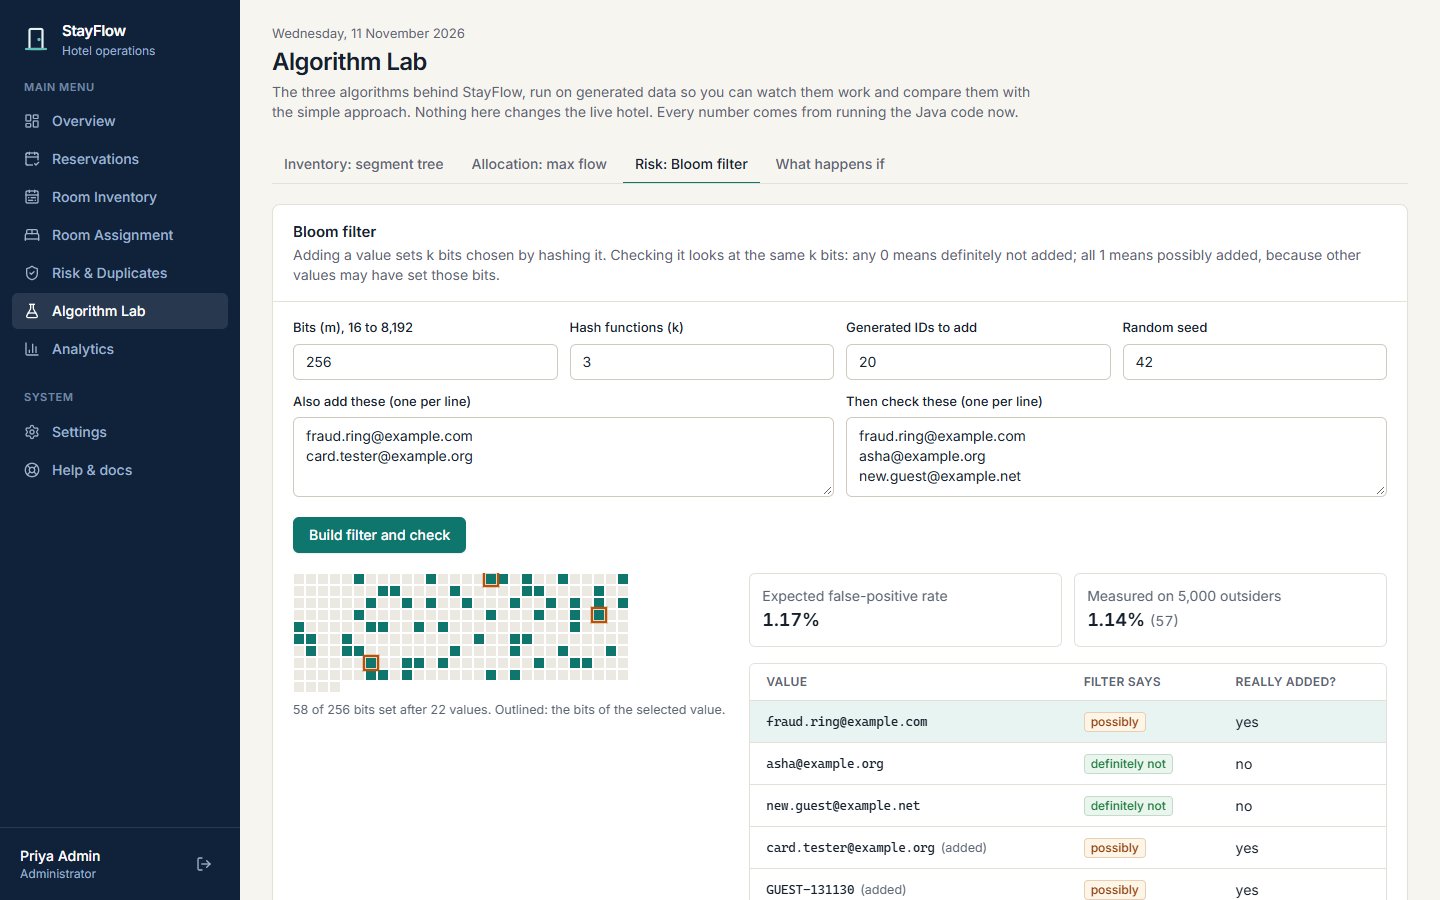 StayFlow
Hotel operations
MAIN MENU
Overview
Reservations
Room Inventory
Room Assignment
Risk & Duplicates
Algorithm Lab
Analytics
SYSTEM
Settings
Help & docs
Priya Admin
Administrator
Wednesday, 11 November 2026
Algorithm Lab
The three algorithms behind StayFlow, run on generated data so you can watch them work and compare them with
the simple approach. Nothing here changes the live hotel. Every number comes from running the Java code now.
Inventory: segment tree Allocation: max flow Risk: Bloom filter What happens if
Bloom filter
Adding a value sets k bits chosen by hashing it. Checking it looks at the same k bits: any 0 means definitely not added; all 1 means possibly added, because other
values may have set those bits.
Bits (m), 16 to 8,192 Hash functions (k) Generated IDs to add Random seed
256 3 20 42
Also add these (one per line)
fraud.ring@example.com
card.tester@example.org
Then check these (one per line)
fraud.ring@example.com
asha@example.org
new.guest@example.net
Build filter and check
58 of 256 bits set after 22 values. Outlined: the bits of the selected value.
Expected false-positive rate
1.17%
Measured on 5,000 outsiders
1.14% (57)
VALUE FILTER SAYS REALLY ADDED?
fraud.ring@example.com possibly yes
asha@example.org definitely not no
new.guest@example.net definitely not no
card.tester@example.org (added) possibly yes
GUEST-131130 (added) possibly yes